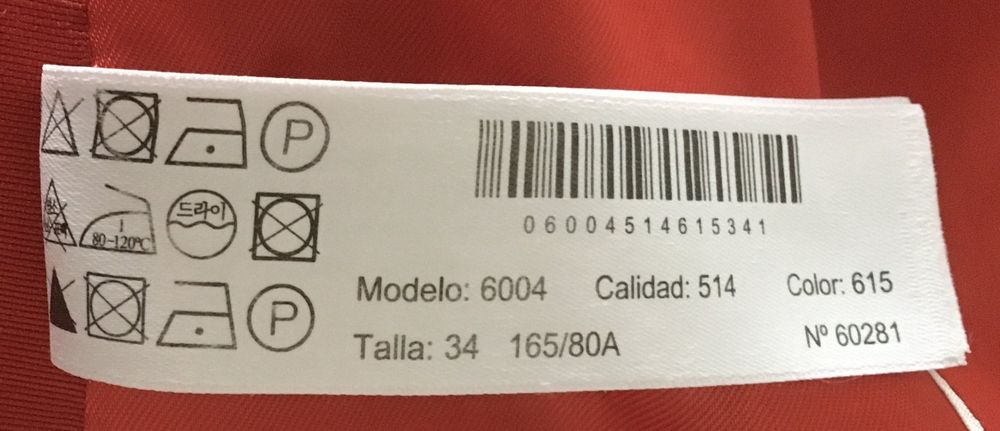 P
드라이
80~120℃
P
06004514615341
Modelo: 6004 Calidad: 514 Color: 615
Talla: 34 165/80A Nº 60281